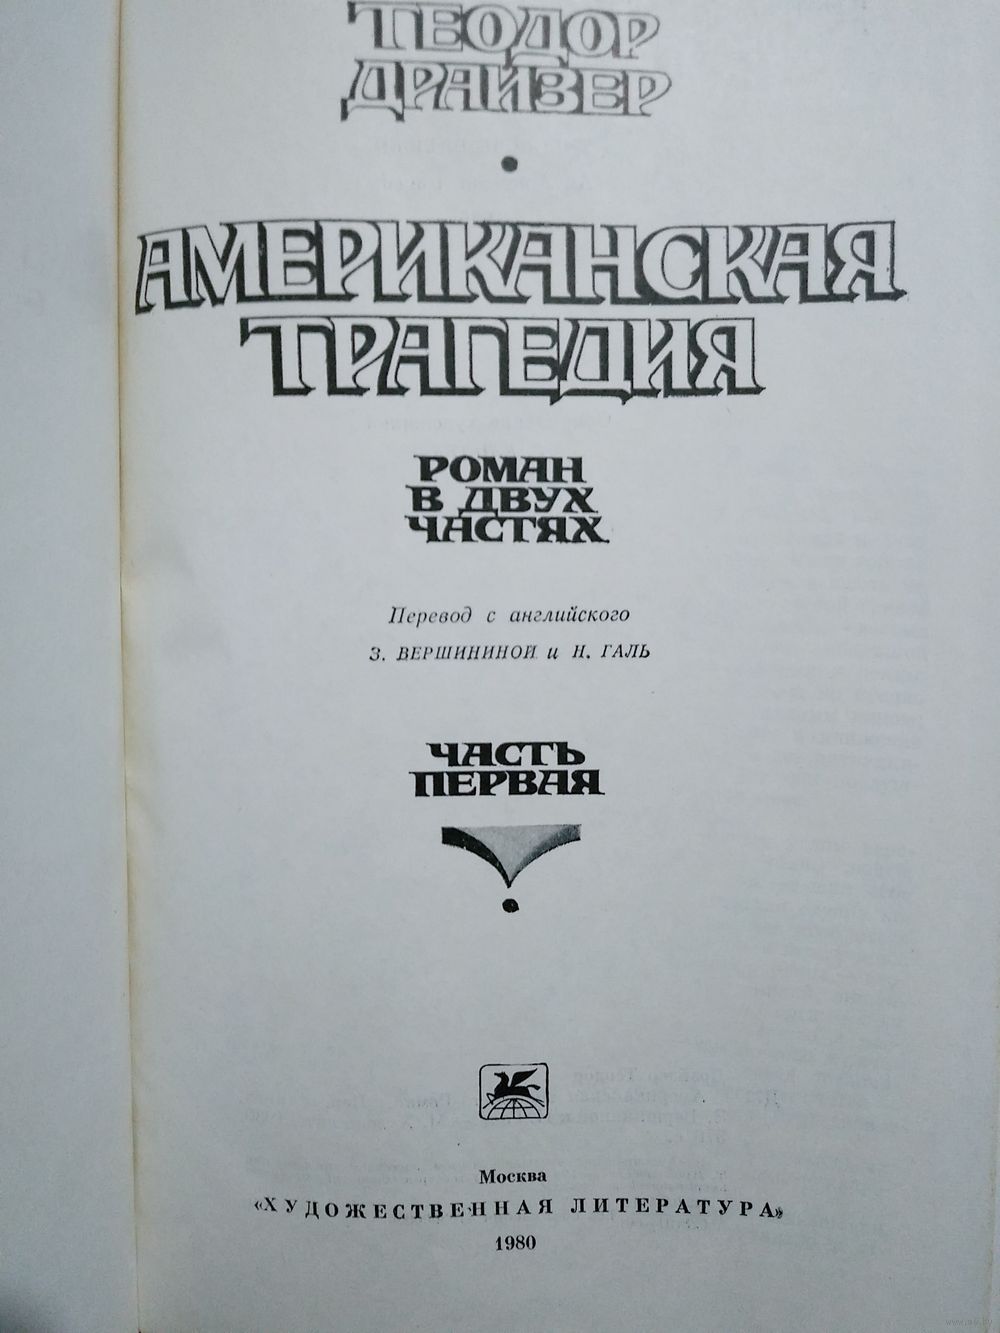 ТЕОДОР
ДРАЙЗЕР
АМЕРИКАНСКАЯ
ТРАГЕДИЯ
РОМАН
В ДВУХ
ЧАСТЯХ
Перевод с английского
З. ВЕРШИНИНОЙ и Н. ГАЛЬ
ЧАСТЬ
ПЕРВАЯ
Москва
«ХУДОЖЕСТВЕННАЯ ЛИТЕРАТУРА»
1980